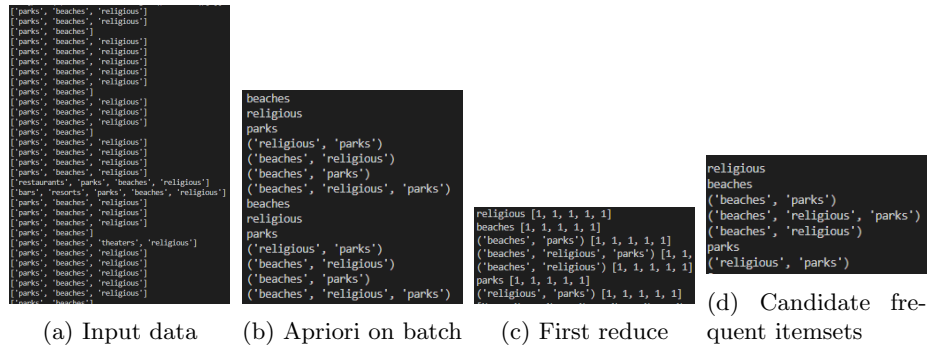 ['parks', 'beaches', 'religious']
['parks', 'beaches', 'religious']
['parks', 'beaches']
['parks', 'beaches', 'religious']
['parks', 'beaches', 'religious']
['parks', 'beaches', 'religious']
['parks', 'beaches', 'religious']
['parks', 'beaches', 'religious']
['parks', 'beaches']
['parks', 'beaches', 'religious']
['parks', 'beaches', 'religious']
['parks', 'beaches', 'religious']
['parks', 'beaches']
['parks', 'beaches', 'religious']
['parks', 'beaches', 'religious']
['parks', 'beaches', 'religious']
['parks', 'beaches', 'religious']
['restaurants', 'parks', 'beaches', 'religious']
['bars', 'resorts', 'parks', 'beaches', 'religious']
['parks', 'beaches', 'religious']
['parks', 'beaches', 'religious']
['parks', 'beaches', 'religious']
['parks', 'beaches']
['parks', 'beaches', 'theaters', 'religious']
['parks', 'beaches', 'religious']
['parks', 'beaches', 'religious']
['parks', 'beaches', 'religious']
['parks', 'beaches', 'religious']
['parks', 'beaches', 'religious']
['parks', 'beaches']
(a) Input data
beaches
religious
parks
('religious', 'parks')
('beaches', 'religious')
('beaches', 'parks')
('beaches', 'religious', 'parks')
beaches
religious
parks
('religious', 'parks')
('beaches', 'religious')
('beaches', 'parks')
('beaches', 'religious', 'parks')
(b) Apriori on batch
religious [1, 1, 1, 1, 1]
beaches [1, 1, 1, 1, 1]
('beaches', 'parks') [1, 1, 1, 1, 1]
('beaches', 'religious', 'parks') [1, 1,
('beaches', 'religious') [1, 1, 1, 1, 1]
parks [1, 1, 1, 1, 1]
('religious', 'parks') [1, 1, 1, 1, 1]
(c) First reduce
religious
beaches
('beaches', 'parks')
('beaches', 'religious', 'parks')
('beaches', 'religious')
parks
('religious', 'parks')
(d) Candidate fre-
quent itemsets